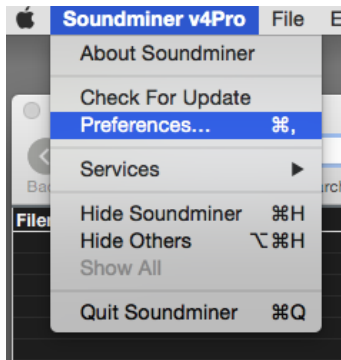 Soundminer v4Pro File E
About Soundminer
Check For Update
Preferences... ⌘,
Services ▶
Hide Soundminer ⌘H
Hide Others ⌥⌘H
Show All
Quit Soundminer ⌘Q